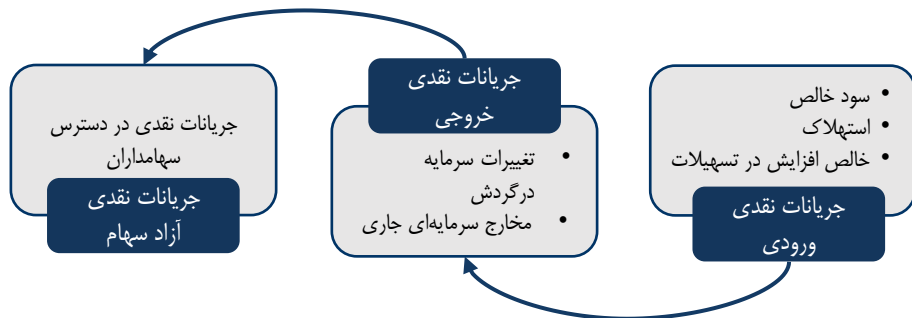 • سود خالص
• استهلاک
• خالص افزایش در تسهیلات
جریانات نقدی
ورودی
جریانات نقدی
خروجی
• تغییرات سرمایه
درگردش
• مخارج سرمایه‌ای جاری
جریانات نقدی در دسترس
سهامداران
جریانات نقدی
آزاد سهام